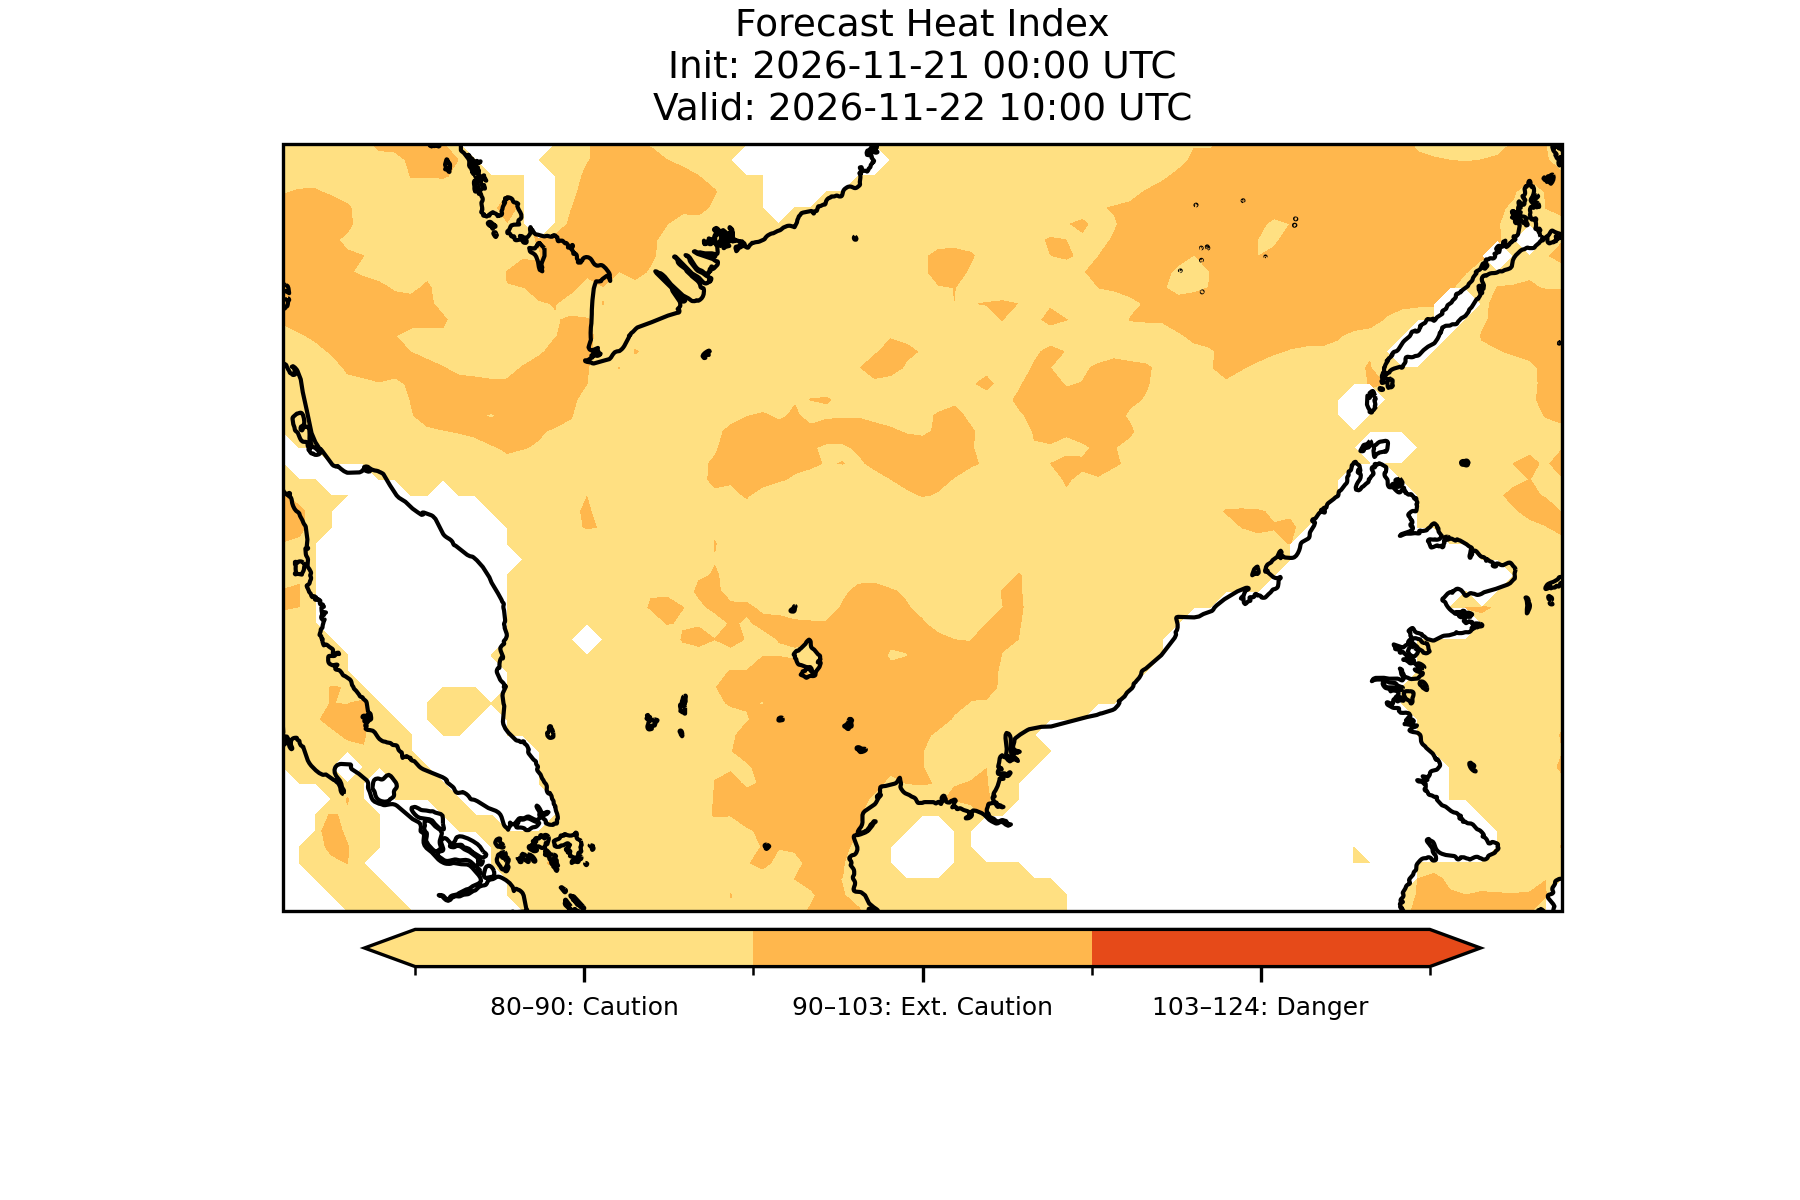 Forecast Heat Index
Init: 2026-11-21 00:00 UTC
Valid: 2026-11-22 10:00 UTC
80–90: Caution
90–103: Ext. Caution
103–124: Danger